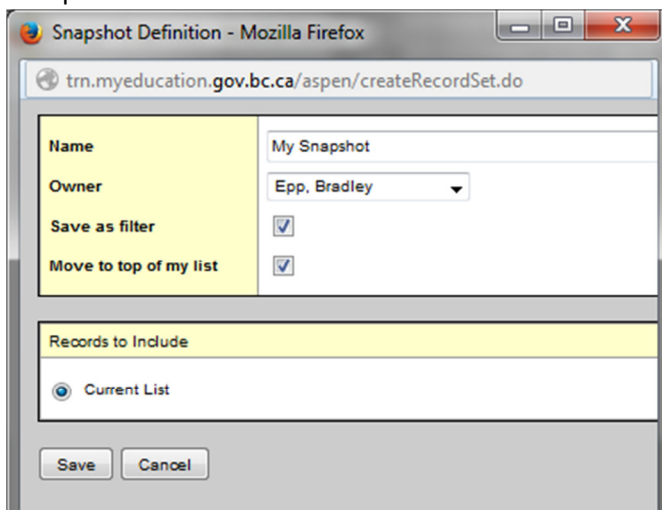 Snapshot Definition - Mozilla Firefox
trn.myeducation.gov.bc.ca/aspen/createRecordSet.do
Name My Snapshot
Owner Epp, Bradley
Save as filter
Move to top of my list
Records to Include
Current List
Save Cancel